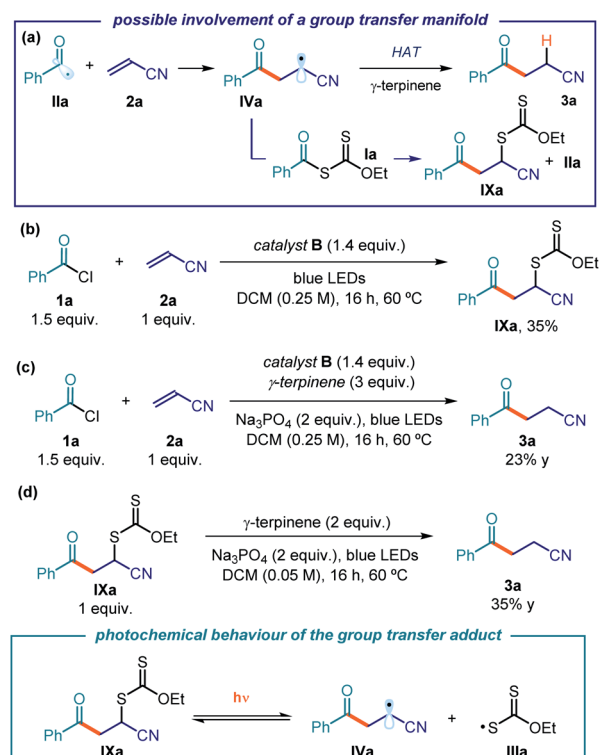 possible involvement of a group transfer manifold
(a)
O
Ph
IIa
+
CN
2a
O
Ph
CN
IVa
HAT
γ-terpinene
O
H
Ph
CN
3a
O
S
Ia
Ph
S
OEt
S
S
OEt
O
Ph
CN
IXa
+ IIa
(b)
O
Ph
Cl
1a
1.5 equiv.
+
CN
2a
1 equiv.
catalyst B (1.4 equiv.)
blue LEDs
DCM (0.25 M), 16 h, 60 ºC
S
S
OEt
O
Ph
CN
IXa, 35%
(c)
O
Ph
Cl
1a
1.5 equiv.
+
CN
2a
1 equiv.
catalyst B (1.4 equiv.)
γ-terpinene (3 equiv.)
Na3PO4 (2 equiv.), blue LEDs
DCM (0.25 M), 16 h, 60 ºC
O
Ph
CN
3a
23% y
(d)
S
S
OEt
O
Ph
CN
IXa
1 equiv.
γ-terpinene (2 equiv.)
Na3PO4 (2 equiv.), blue LEDs
DCM (0.05 M), 16 h, 60 ºC
O
Ph
CN
3a
35% y
photochemical behaviour of the group transfer adduct
S
S
OEt
O
Ph
CN
IXa
hν
O
Ph
CN
IVa
+
S
•S
OEt
IIIa